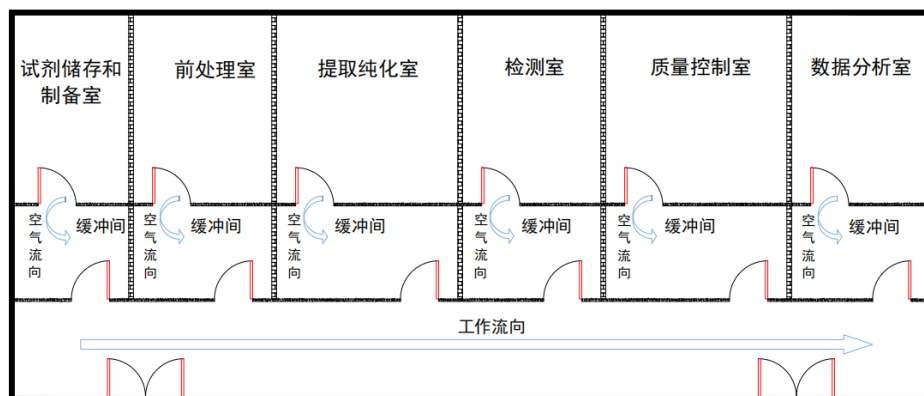 试剂储存和
制备室
前处理室
提取纯化室
检测室
质量控制室
数据分析室
空气流向
缓冲间
空气流向
缓冲间
空气流向
缓冲间
空气流向
缓冲间
空气流向
缓冲间
空气流向
缓冲间
工作流向